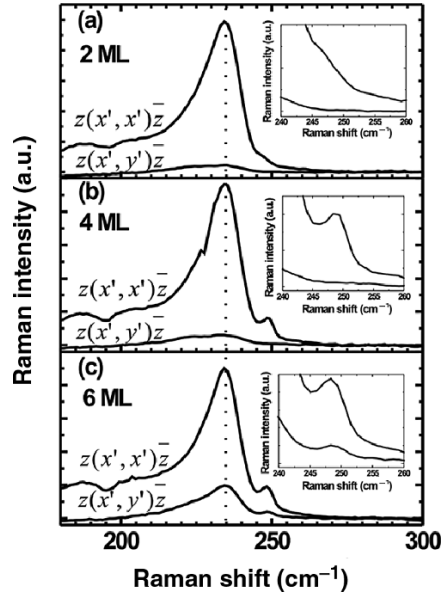 (a)
2 ML
z(x', x')z̅
z(x', y')z̅
Raman intensity (a.u.)
240 245 250 255 260
Raman shift (cm⁻¹)
(b)
4 ML
z(x', x')z̅
z(x', y')z̅
Raman intensity (a.u.)
240 245 250 255 260
Raman shift (cm⁻¹)
(c)
6 ML
z(x', x')z̅
z(x', y')z̅
Raman intensity (a.u.)
240 245 250 255 260
Raman shift (cm⁻¹)
Raman intensity (a.u.)
200 250 300
Raman shift (cm⁻¹)